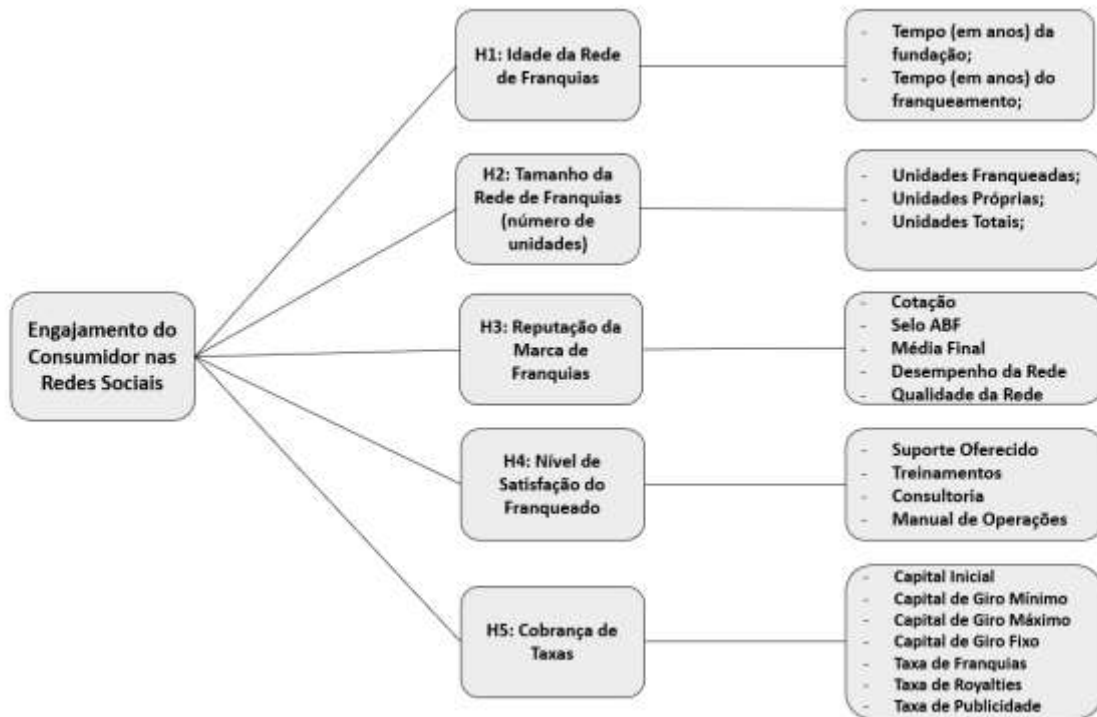 Engajamento do
Consumidor nas
Redes Sociais
H1: Idade da Rede
de Franquias
- Tempo (em anos) da
fundação;
- Tempo (em anos) do
franqueamento;
H2: Tamanho da
Rede de Franquias
(número de
unidades)
- Unidades Franqueadas;
- Unidades Próprias;
- Unidades Totais;
H3: Reputação da
Marca de
Franquias
- Cotação
- Selo ABF
- Média Final
- Desempenho da Rede
- Qualidade da Rede
H4: Nível de
Satisfação do
Franqueado
- Suporte Oferecido
- Treinamentos
- Consultoria
- Manual de Operações
H5: Cobrança de
Taxas
- Capital Inicial
- Capital de Giro Mínimo
- Capital de Giro Máximo
- Capital de Giro Fixo
- Taxa de Franquias
- Taxa de Royalties
- Taxa de Publicidade